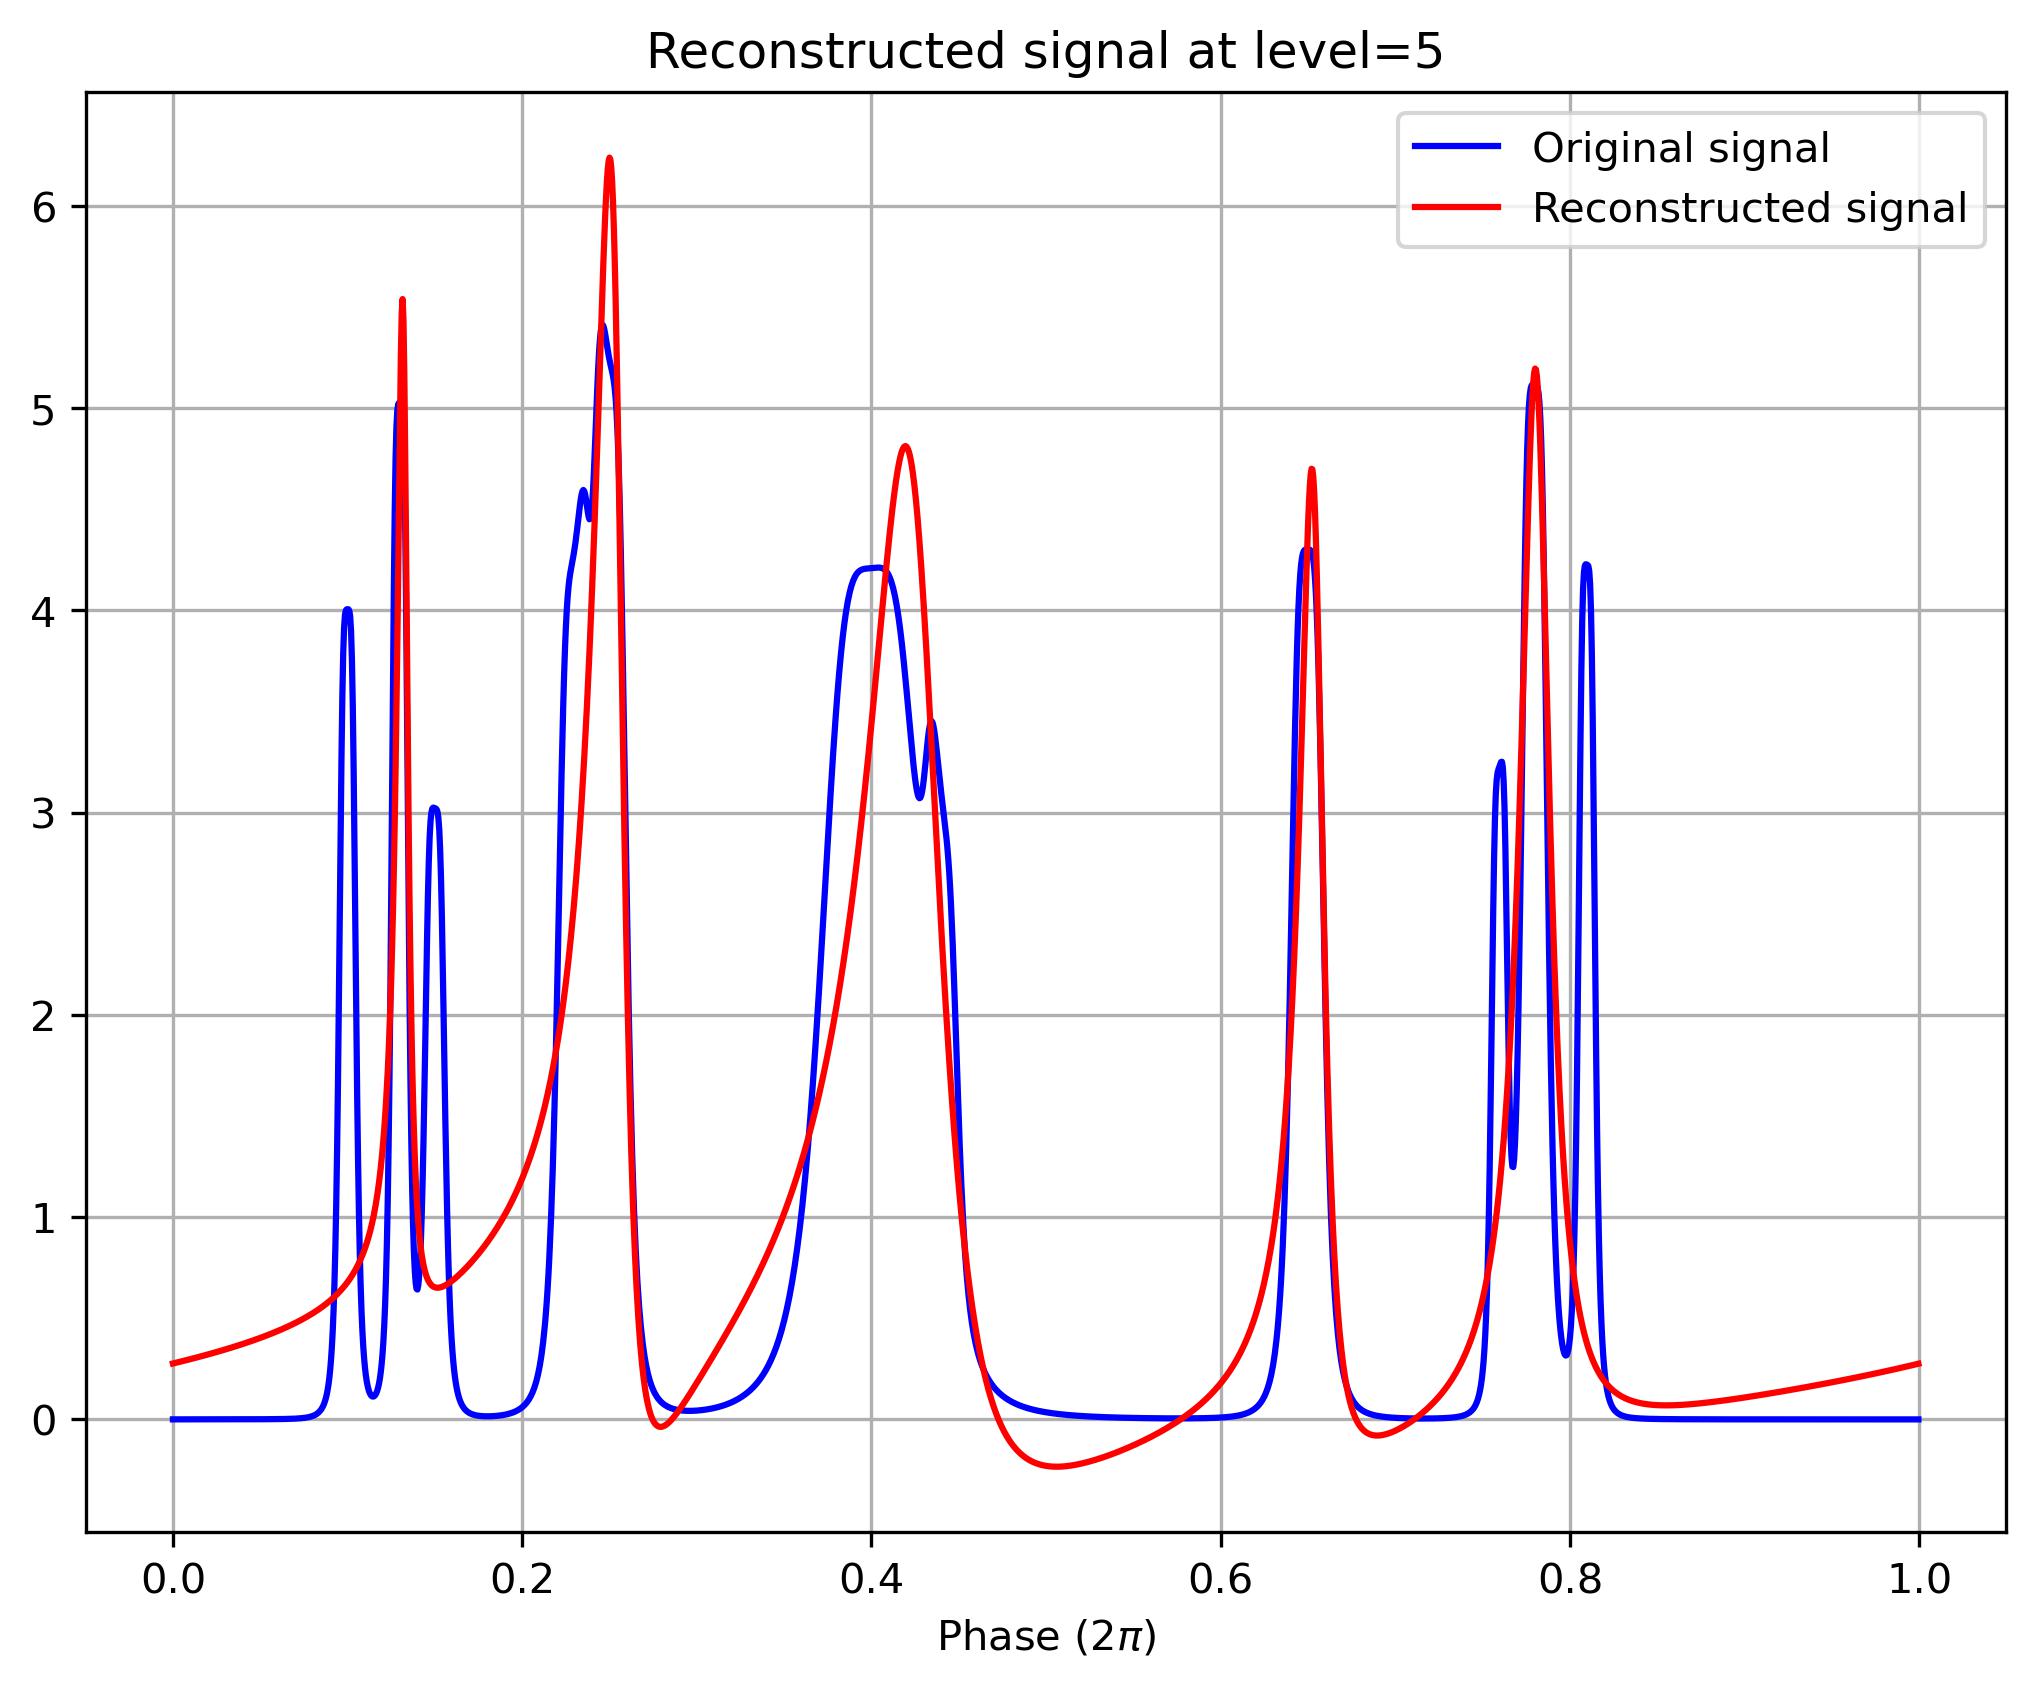 Reconstructed signal at level=5
Original signal
Reconstructed signal
6
5
4
3
2
1
0
0.0 0.2 0.4 0.6 0.8 1.0
Phase (2π)